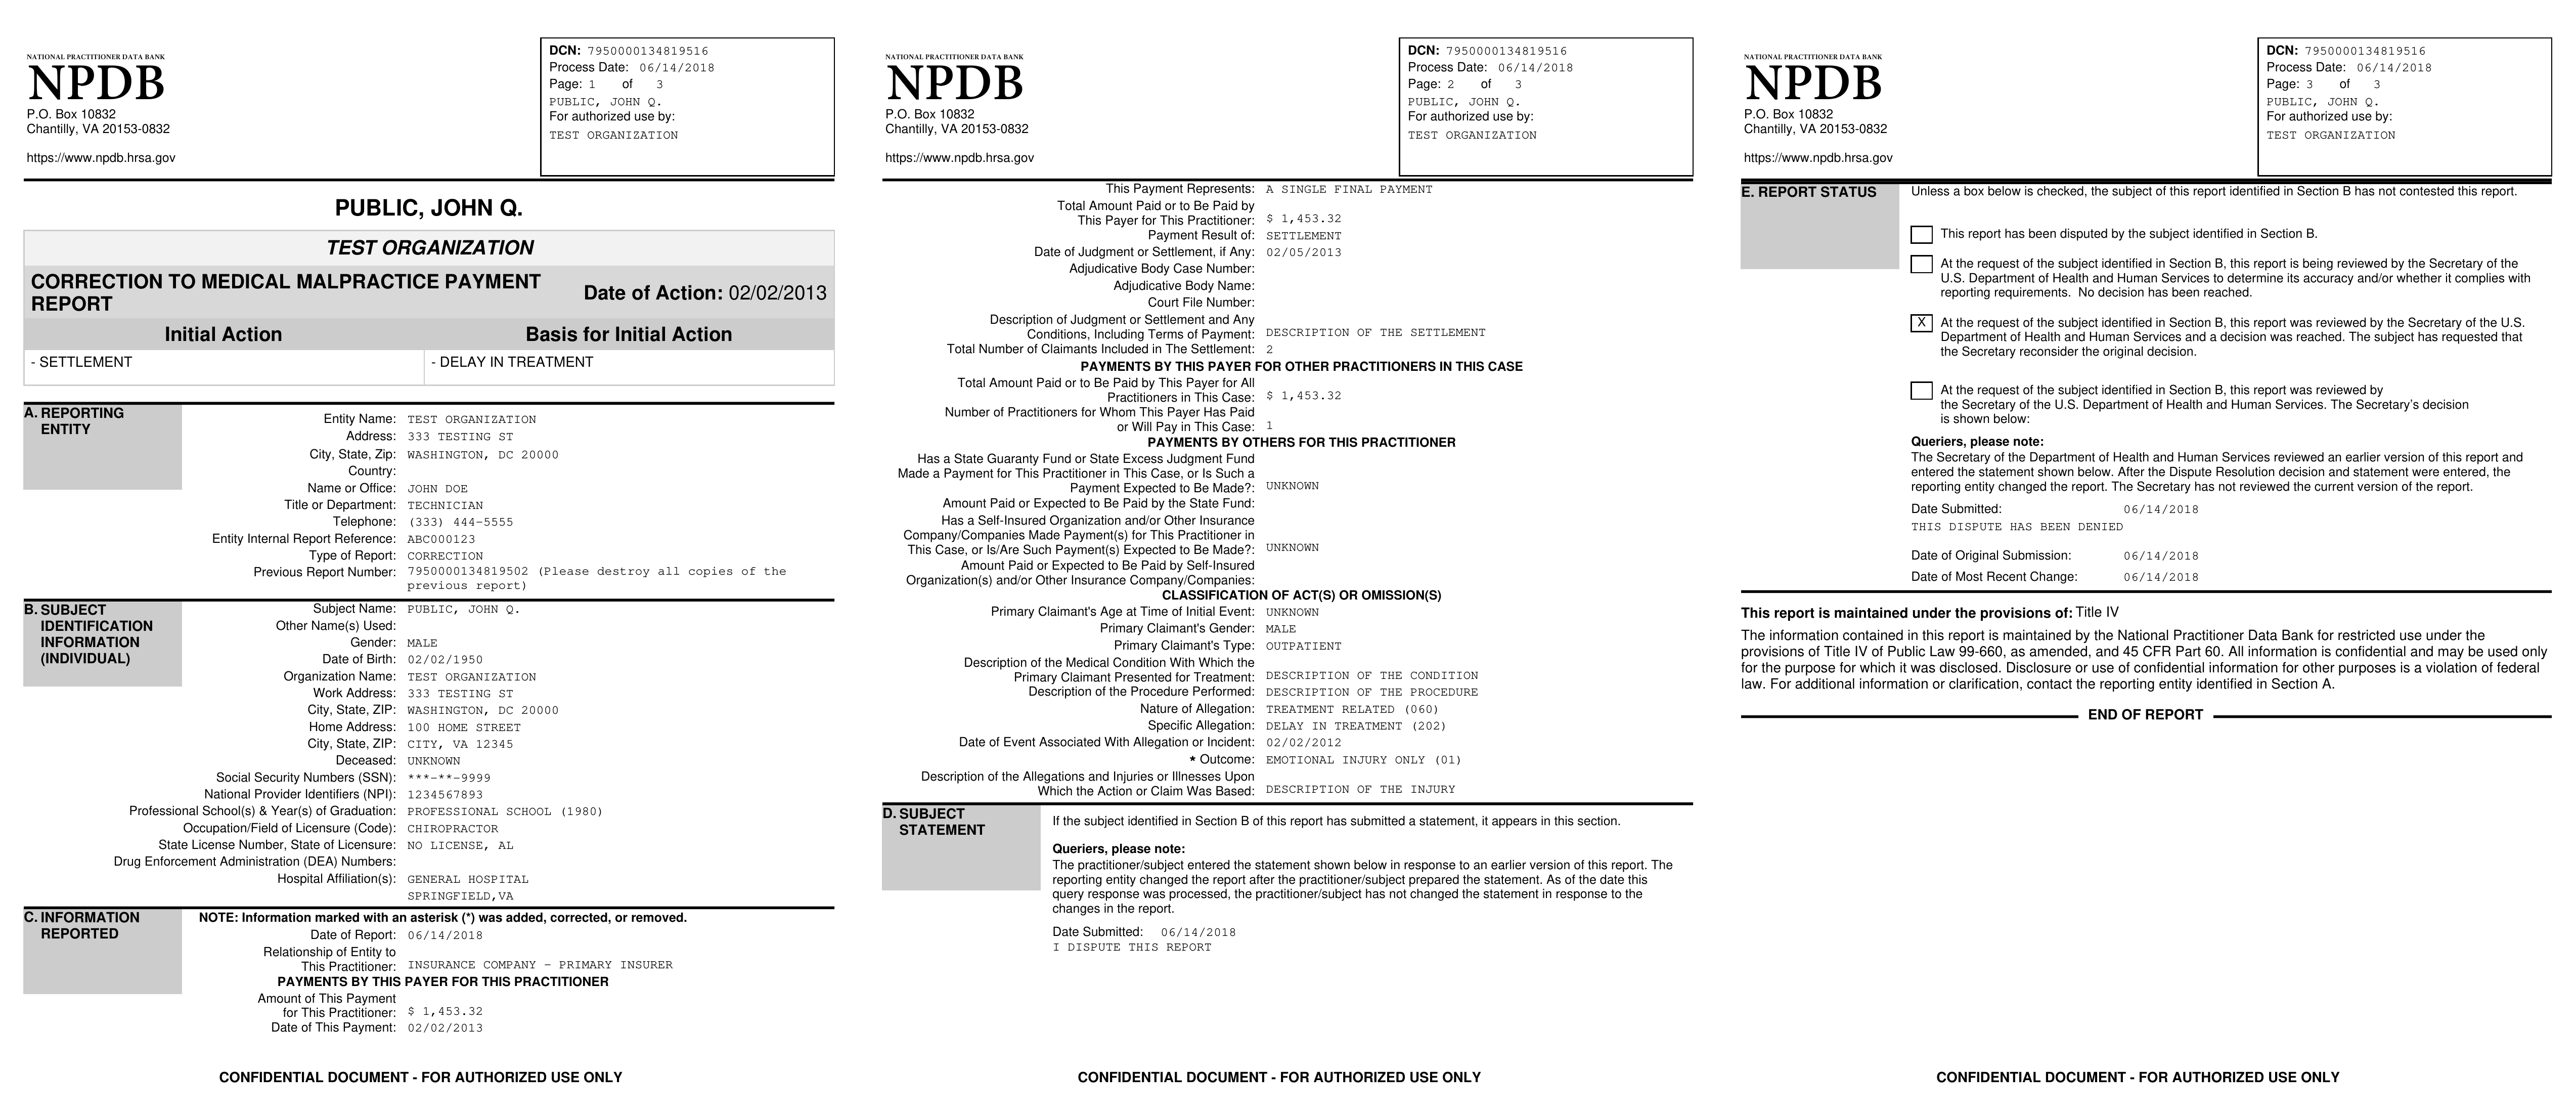 NATIONAL PRACTITIONER DATA BANK
NPDB
P.O. Box 10832
Chantilly, VA 20153-0832
https://www.npdb.hrsa.gov
DCN: 7950000134819516
Process Date: 06/14/2018
Page: 1 of 3
PUBLIC, JOHN Q.
For authorized use by:
TEST ORGANIZATION
PUBLIC, JOHN Q.
TEST ORGANIZATION
CORRECTION TO MEDICAL MALPRACTICE PAYMENT
REPORT
Date of Action: 02/02/2013
Initial Action Basis for Initial Action
- SETTLEMENT - DELAY IN TREATMENT
A. REPORTING
ENTITY
Entity Name: TEST ORGANIZATION
Address: 333 TESTING ST
City, State, Zip: WASHINGTON, DC 20000
Country:
Name or Office: JOHN DOE
Title or Department: TECHNICIAN
Telephone: (333) 444-5555
Entity Internal Report Reference: ABC000123
Type of Report: CORRECTION
Previous Report Number: 7950000134819502 (Please destroy all copies of the
previous report)
B. SUBJECT
IDENTIFICATION
INFORMATION
(INDIVIDUAL)
Subject Name: PUBLIC, JOHN Q.
Other Name(s) Used:
Gender: MALE
Date of Birth: 02/02/1950
Organization Name: TEST ORGANIZATION
Work Address: 333 TESTING ST
City, State, ZIP: WASHINGTON, DC 20000
Home Address: 100 HOME STREET
City, State, ZIP: CITY, VA 12345
Deceased: UNKNOWN
Social Security Numbers (SSN): ***-**-9999
National Provider Identifiers (NPI): 1234567893
Professional School(s) & Year(s) of Graduation: PROFESSIONAL SCHOOL (1980)
Occupation/Field of Licensure (Code): CHIROPRACTOR
State License Number, State of Licensure: NO LICENSE, AL
Drug Enforcement Administration (DEA) Numbers:
Hospital Affiliation(s): GENERAL HOSPITAL
SPRINGFIELD,VA
C. INFORMATION
REPORTED
NOTE: Information marked with an asterisk (*) was added, corrected, or removed.
Date of Report: 06/14/2018
Relationship of Entity to
This Practitioner: INSURANCE COMPANY - PRIMARY INSURER
PAYMENTS BY THIS PAYER FOR THIS PRACTITIONER
Amount of This Payment
for This Practitioner: $ 1,453.32
Date of This Payment: 02/02/2013
CONFIDENTIAL DOCUMENT - FOR AUTHORIZED USE ONLY
NATIONAL PRACTITIONER DATA BANK
NPDB
P.O. Box 10832
Chantilly, VA 20153-0832
https://www.npdb.hrsa.gov
DCN: 7950000134819516
Process Date: 06/14/2018
Page: 2 of 3
PUBLIC, JOHN Q.
For authorized use by:
TEST ORGANIZATION
This Payment Represents: A SINGLE FINAL PAYMENT
Total Amount Paid or to Be Paid by
This Payer for This Practitioner: $ 1,453.32
Payment Result of: SETTLEMENT
Date of Judgment or Settlement, if Any: 02/05/2013
Adjudicative Body Case Number:
Adjudicative Body Name:
Court File Number:
Description of Judgment or Settlement and Any
Conditions, Including Terms of Payment: DESCRIPTION OF THE SETTLEMENT
Total Number of Claimants Included in The Settlement: 2
PAYMENTS BY THIS PAYER FOR OTHER PRACTITIONERS IN THIS CASE
Total Amount Paid or to Be Paid by This Payer for All
Practitioners in This Case: $ 1,453.32
Number of Practitioners for Whom This Payer Has Paid
or Will Pay in This Case: 1
PAYMENTS BY OTHERS FOR THIS PRACTITIONER
Has a State Guaranty Fund or State Excess Judgment Fund
Made a Payment for This Practitioner in This Case, or Is Such a
Payment Expected to Be Made?: UNKNOWN
Amount Paid or Expected to Be Paid by the State Fund:
Has a Self-Insured Organization and/or Other Insurance
Company/Companies Made Payment(s) for This Practitioner in
This Case, or Is/Are Such Payment(s) Expected to Be Made?: UNKNOWN
Amount Paid or Expected to Be Paid by Self-Insured
Organization(s) and/or Other Insurance Company/Companies:
CLASSIFICATION OF ACT(S) OR OMISSION(S)
Primary Claimant's Age at Time of Initial Event: UNKNOWN
Primary Claimant's Gender: MALE
Primary Claimant's Type: OUTPATIENT
Description of the Medical Condition With Which the
Primary Claimant Presented for Treatment: DESCRIPTION OF THE CONDITION
Description of the Procedure Performed: DESCRIPTION OF THE PROCEDURE
Nature of Allegation: TREATMENT RELATED (060)
Specific Allegation: DELAY IN TREATMENT (202)
Date of Event Associated With Allegation or Incident: 02/02/2012
* Outcome: EMOTIONAL INJURY ONLY (01)
Description of the Allegations and Injuries or Illnesses Upon
Which the Action or Claim Was Based: DESCRIPTION OF THE INJURY
D. SUBJECT
STATEMENT
If the subject identified in Section B of this report has submitted a statement, it appears in this section.
Queriers, please note:
The practitioner/subject entered the statement shown below in response to an earlier version of this report. The
reporting entity changed the report after the practitioner/subject prepared the statement. As of the date this
query response was processed, the practitioner/subject has not changed the statement in response to the
changes in the report.
Date Submitted: 06/14/2018
I DISPUTE THIS REPORT
CONFIDENTIAL DOCUMENT - FOR AUTHORIZED USE ONLY
NATIONAL PRACTITIONER DATA BANK
NPDB
P.O. Box 10832
Chantilly, VA 20153-0832
https://www.npdb.hrsa.gov
DCN: 7950000134819516
Process Date: 06/14/2018
Page: 3 of 3
PUBLIC, JOHN Q.
For authorized use by:
TEST ORGANIZATION
E. REPORT STATUS
Unless a box below is checked, the subject of this report identified in Section B has not contested this report.
This report has been disputed by the subject identified in Section B.
At the request of the subject identified in Section B, this report is being reviewed by the Secretary of the
U.S. Department of Health and Human Services to determine its accuracy and/or whether it complies with
reporting requirements. No decision has been reached.
X At the request of the subject identified in Section B, this report was reviewed by the Secretary of the U.S.
Department of Health and Human Services and a decision was reached. The subject has requested that
the Secretary reconsider the original decision.
At the request of the subject identified in Section B, this report was reviewed by
the Secretary of the U.S. Department of Health and Human Services. The Secretary's decision
is shown below:
Queriers, please note:
The Secretary of the Department of Health and Human Services reviewed an earlier version of this report and
entered the statement shown below. After the Dispute Resolution decision and statement were entered, the
reporting entity changed the report. The Secretary has not reviewed the current version of the report.
Date Submitted: 06/14/2018
THIS DISPUTE HAS BEEN DENIED
Date of Original Submission: 06/14/2018
Date of Most Recent Change: 06/14/2018
This report is maintained under the provisions of: Title IV
The information contained in this report is maintained by the National Practitioner Data Bank for restricted use under the
provisions of Title IV of Public Law 99-660, as amended, and 45 CFR Part 60. All information is confidential and may be used only
for the purpose for which it was disclosed. Disclosure or use of confidential information for other purposes is a violation of federal
law. For additional information or clarification, contact the reporting entity identified in Section A.
END OF REPORT
CONFIDENTIAL DOCUMENT - FOR AUTHORIZED USE ONLY